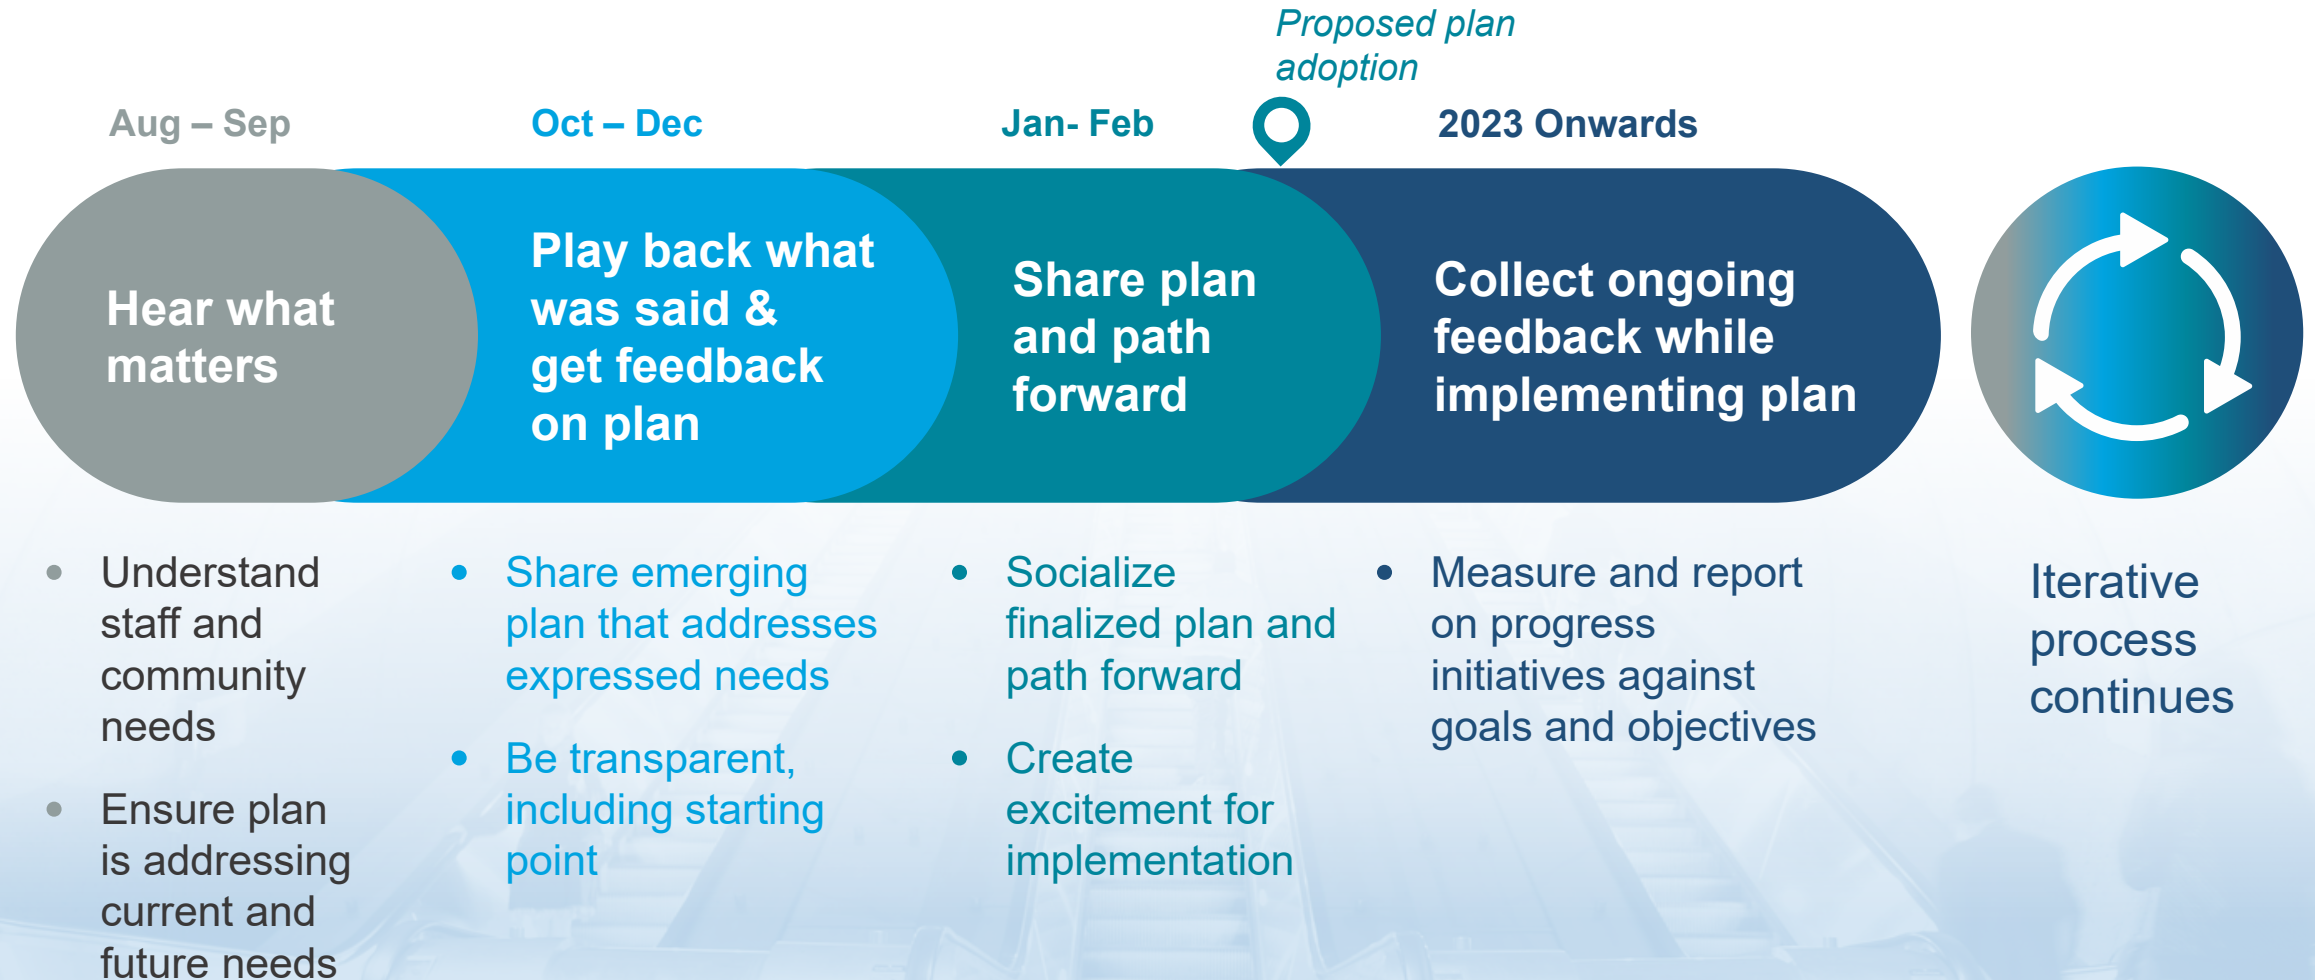 Proposed plan
adoption
Aug – Sep
Oct – Dec
Jan- Feb
2023 Onwards
Hear what
matters
Play back what
was said &
get feedback
on plan
Share plan
and path
forward
Collect ongoing
feedback while
implementing plan
• Understand
staff and
community
needs
• Ensure plan
is addressing
current and
future needs
• Share emerging
plan that addresses
expressed needs
• Be transparent,
including starting
point
• Socialize
finalized plan and
path forward
• Create
excitement for
implementation
• Measure and report
on progress
initiatives against
goals and objectives
Iterative
process
continues